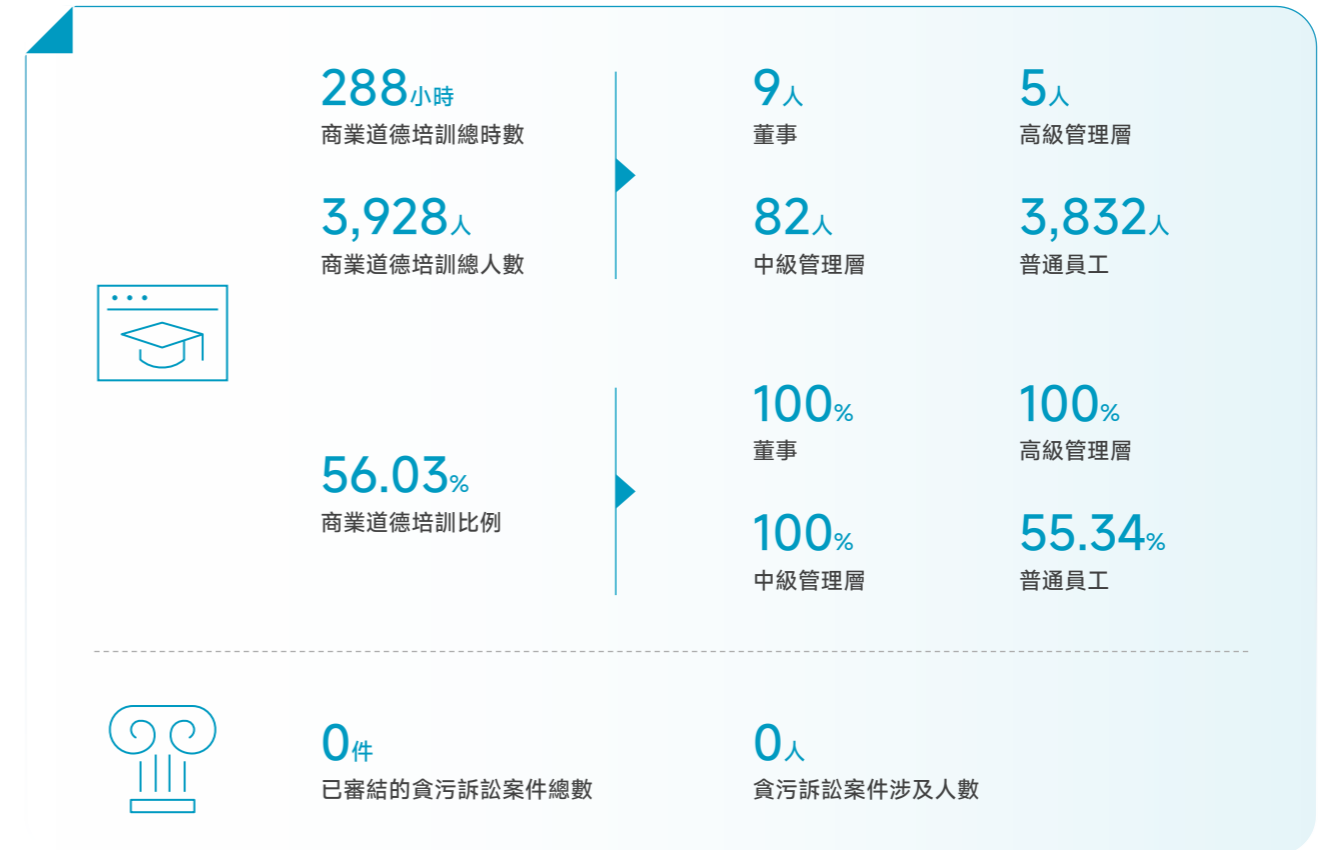 288小時
商業道德培訓總時數
3,928人
商業道德培訓總人數
9人
董事
5人
高級管理層
82人
中級管理層
3,832人
普通員工
56.03%
商業道德培訓比例
100%
董事
100%
高級管理層
100%
中級管理層
55.34%
普通員工
0件
已審結的貪污訴訟案件總數
0人
貪污訴訟案件涉及人數